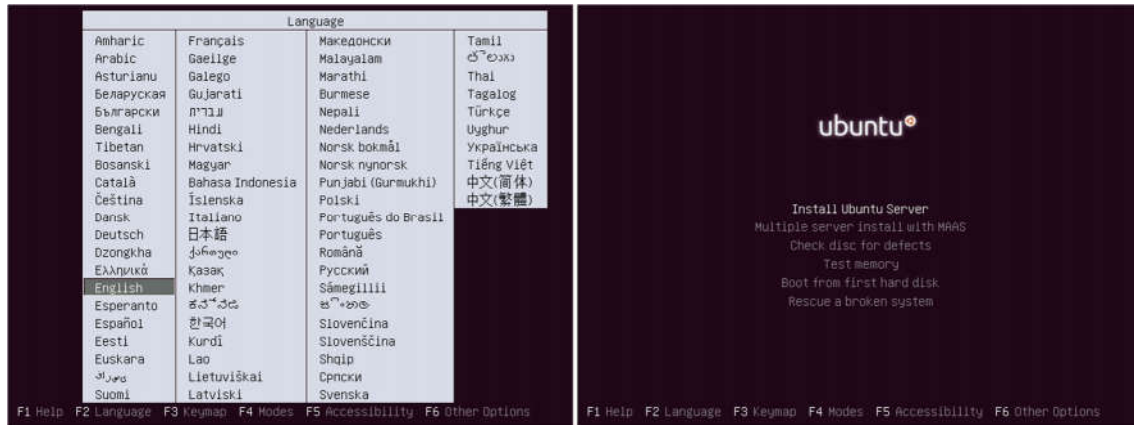 Language
Amharic
Arabic
Asturianu
Беларуская
Български
Bengali
Tibetan
Bosanski
Català
Čeština
Dansk
Deutsch
Dzongkha
Ελληνικά
English
Esperanto
Español
Eesti
Euskara
Suomi
Français
Gaeilge
Galego
Gujarati
עברית
Hindi
Hrvatski
Magyar
Bahasa Indonesia
Íslenska
Italiano
日本語
ქართული
Қазақ
Khmer
한국어
Kurdî
Lao
Lietuviškai
Latviski
Македонски
Malayalam
Marathi
Burmese
Nepali
Nederlands
Norsk bokmål
Norsk nynorsk
Punjabi (Gurmukhi)
Polski
Português do Brasil
Português
Română
Русский
Sámegillii
Slovenčina
Slovenščina
Shqip
Српски
Svenska
Tamil
Thai
Tagalog
Türkçe
Uyghur
Українська
Tiếng Việt
中文(简体)
中文(繁體)
F1 Help F2 Language F3 Keymap F4 Modes F5 Accessibility F6 Other Options
ubuntu
Install Ubuntu Server
Multiple server install with MAAS
Check disc for defects
Test memory
Boot from first hard disk
Rescue a broken system
F1 Help F2 Language F3 Keymap F4 Modes F5 Accessibility F6 Other Options